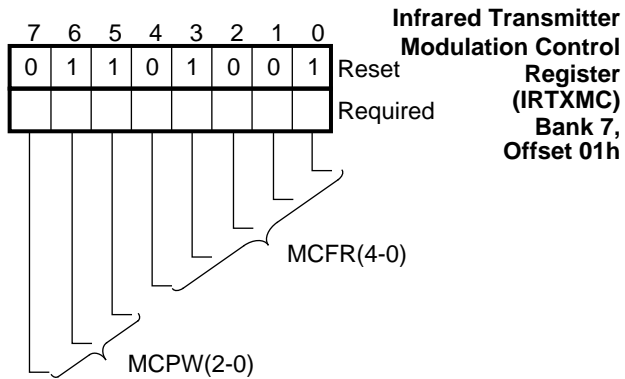 Infrared Transmitter
Modulation Control
Register
(IRTXMC)
Bank 7,
Offset 01h
7 6 5 4 3 2 1 0
0 1 1 0 1 0 0 1 Reset
Required
MCFR(4-0)
MCPW(2-0)